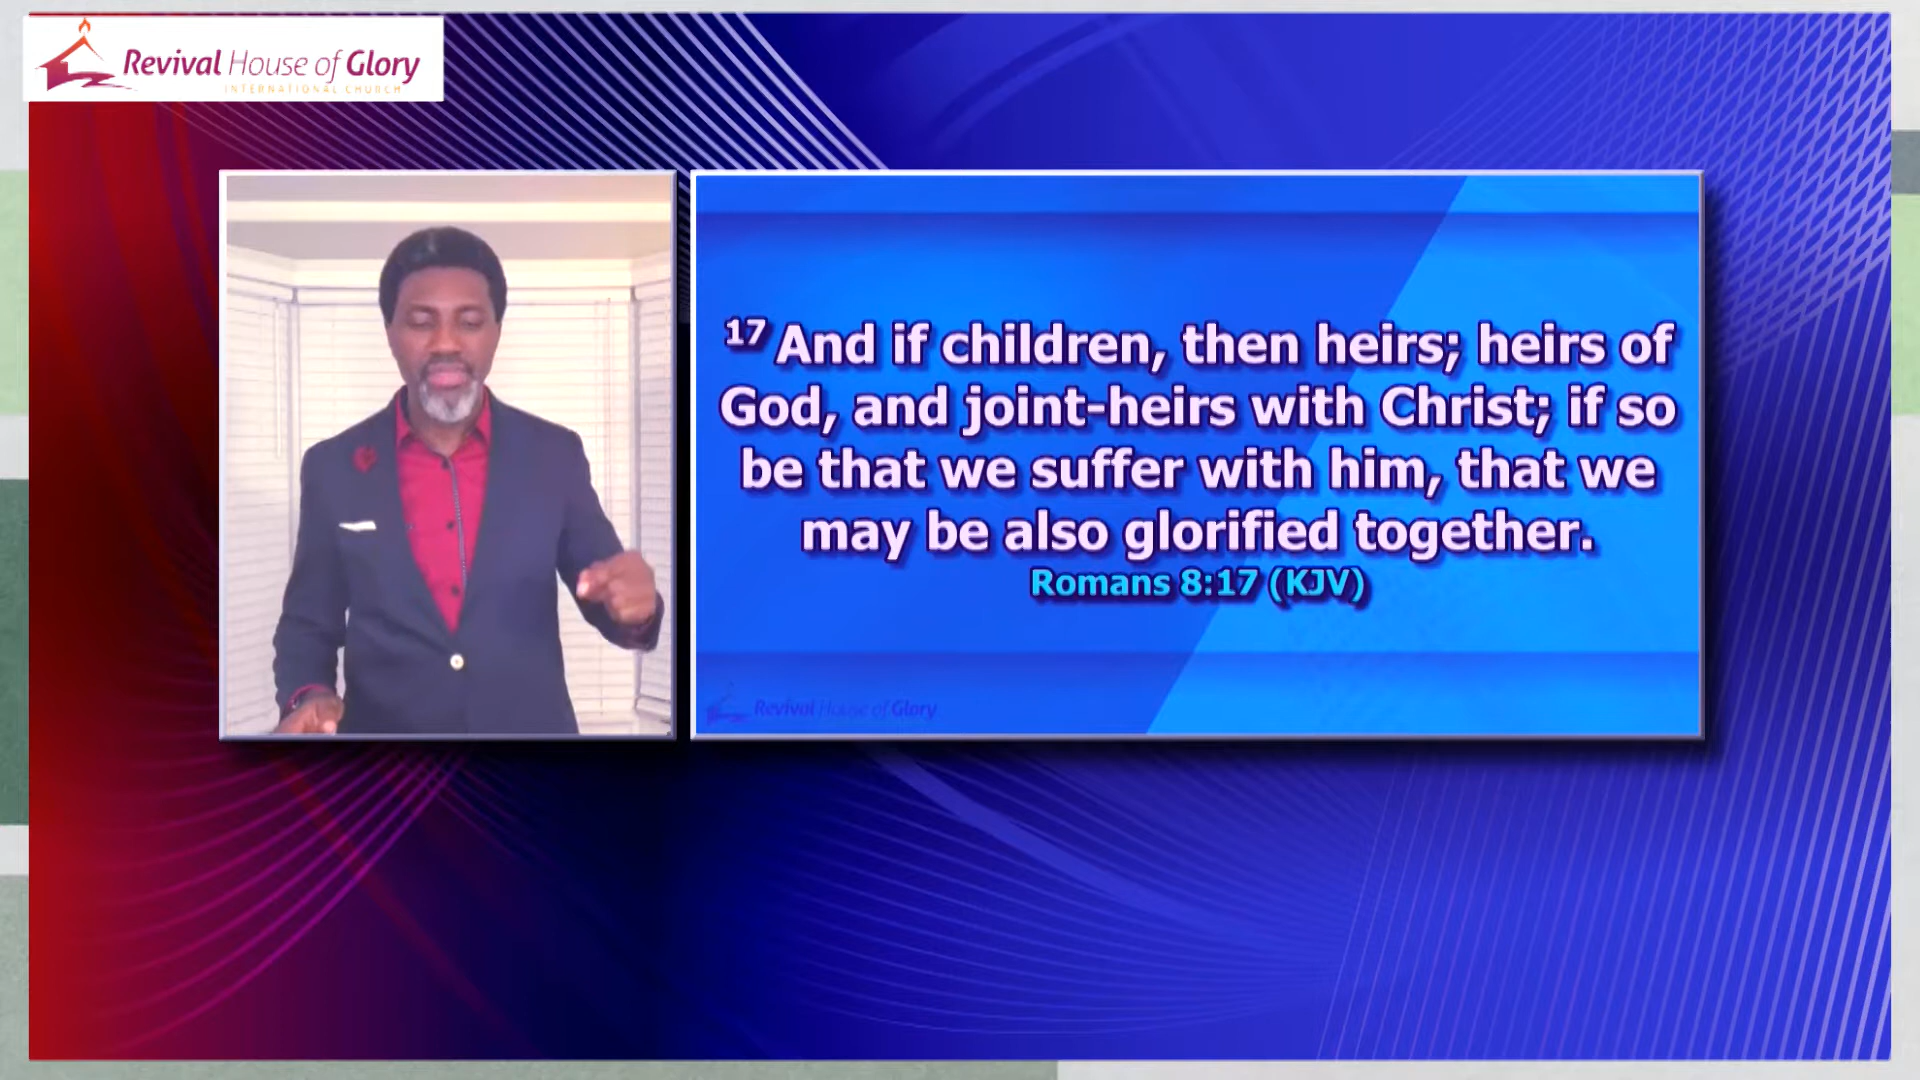 Revival House of Glory
INTERNATIONAL CHURCH
17 And if children, then heirs; heirs of
God, and joint-heirs with Christ; if so
be that we suffer with him, that we
may be also glorified together.
Romans 8:17 (KJV)
Revival House of Glory